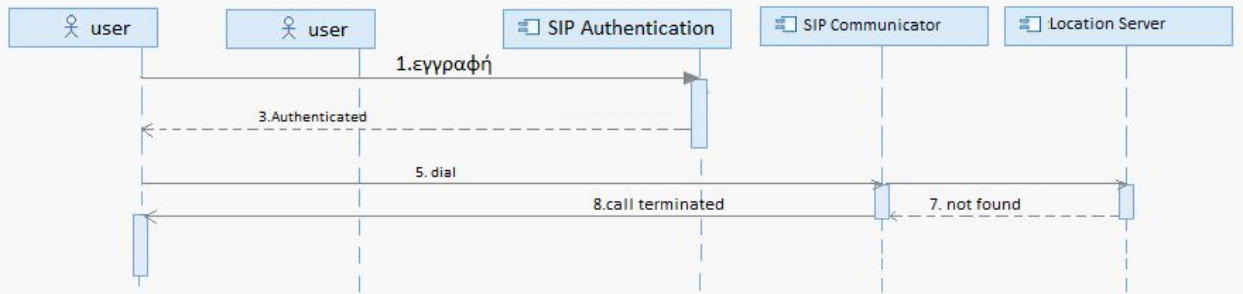 user
user
SIP Authentication
SIP Communicator
:Location Server
1.εγγραφή
3.Authenticated
5. dial
8.call terminated
7. not found